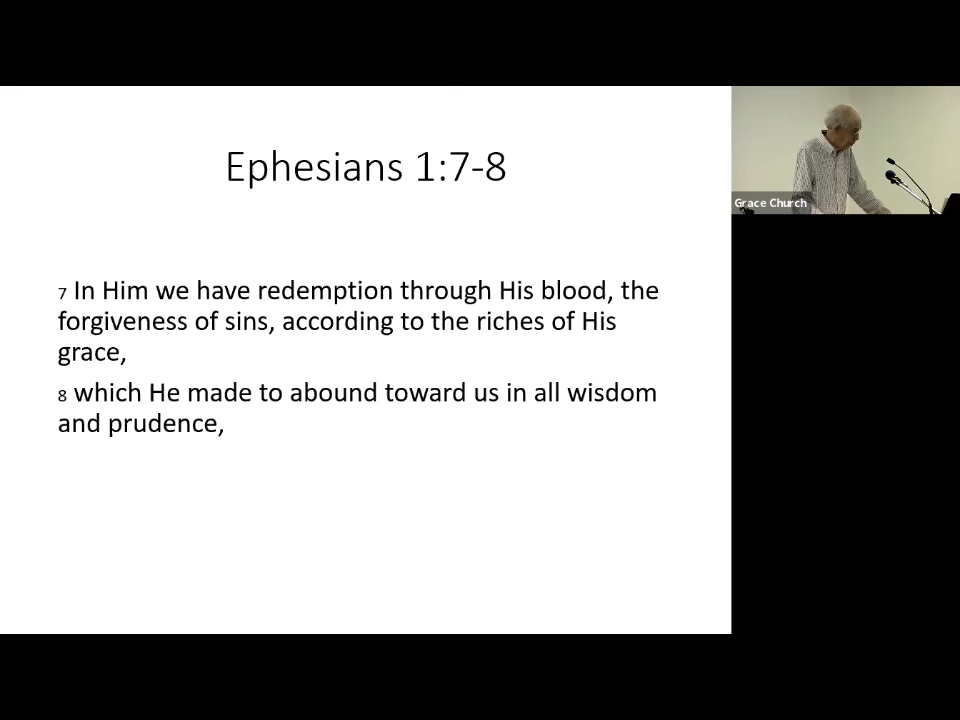 Ephesians 1:7-8
Grace Church
7 In Him we have redemption through His blood, the
forgiveness of sins, according to the riches of His
grace,
8 which He made to abound toward us in all wisdom
and prudence,